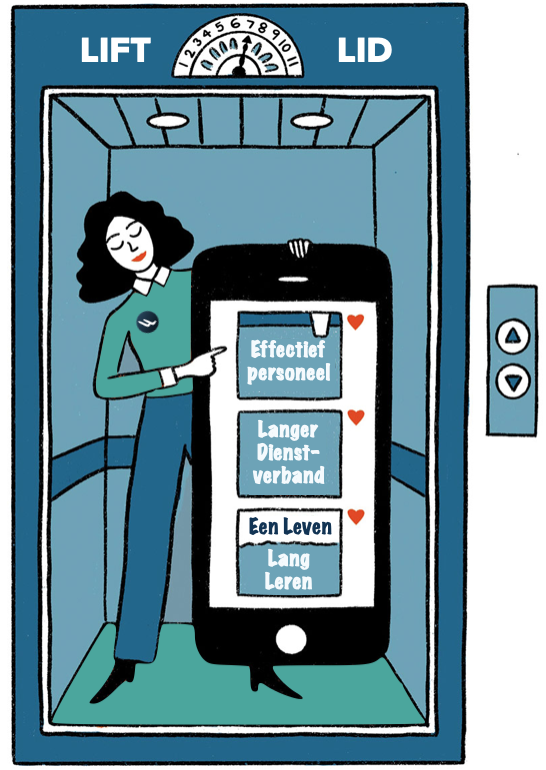 LIFT LID
1 2 3 4 5 6 7 8 9 10 11
Effectief
personeel
Langer
Dienst-
verband
Een Leven
Lang
Leren